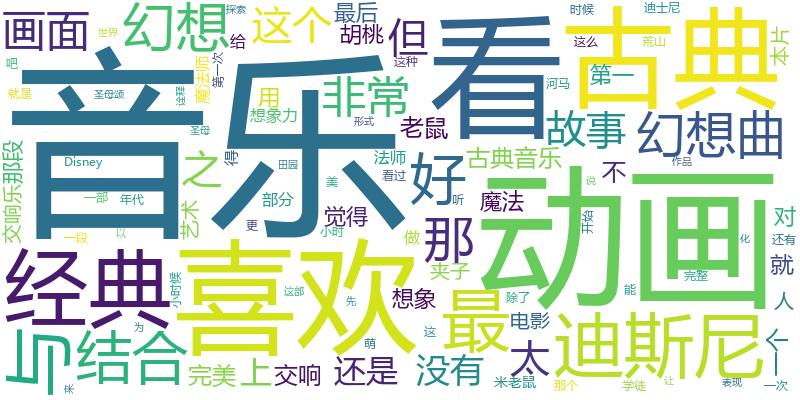 画面
幻想
这个
探索
最后
给
胡桃
但
看
古典
时候
迪士尼
这么
荒山
本片
世界
吧
魔法师
第一次
这种
音乐
就是
圣母颂
诠释
圣母
非常
用
想象力
形式
老鼠
故事
第一
河马
幻想曲
作品
交响乐
那段
Disney
之
得
田园
法师
看过
美
好
古典音乐
不
动画
说
对
一部
年代
以
艺术
部分
更
觉得
小时
听
魔法
那
开始
化
还有
就
一段
经典
小时候
喜欢
做
夹子
想象
最
能
完整
人
个
一
与
结合
这部
先
除了
电影
迪斯尼
为
萌
这
太
来
完美
上
交响
还是
没有
米老鼠
那个
学徒
让
表现
一次